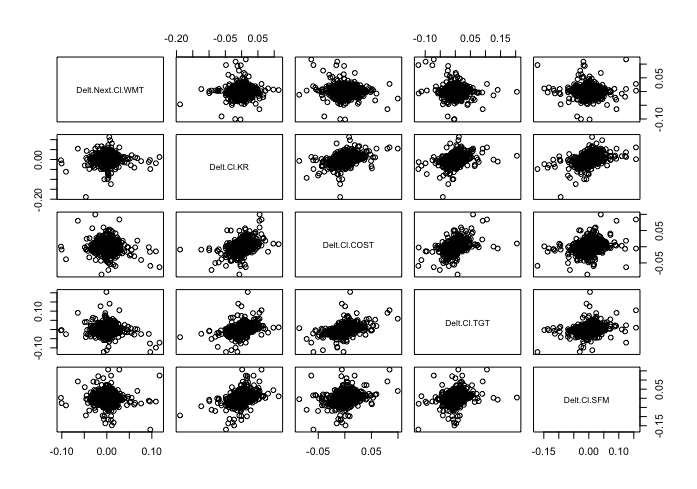 -0.20 -0.05 0.05 -0.10 0.05 0.15
Delt.Next.Cl.WMT
-0.10 0.05
0.00 -0.20
Delt.Cl.KR
Delt.Cl.COST
-0.05 0.05
0.10 -0.10
Delt.Cl.TGT
Delt.Cl.SFM
-0.15 0.05
-0.10 0.00 0.10 -0.05 0.05 -0.15 0.00 0.10